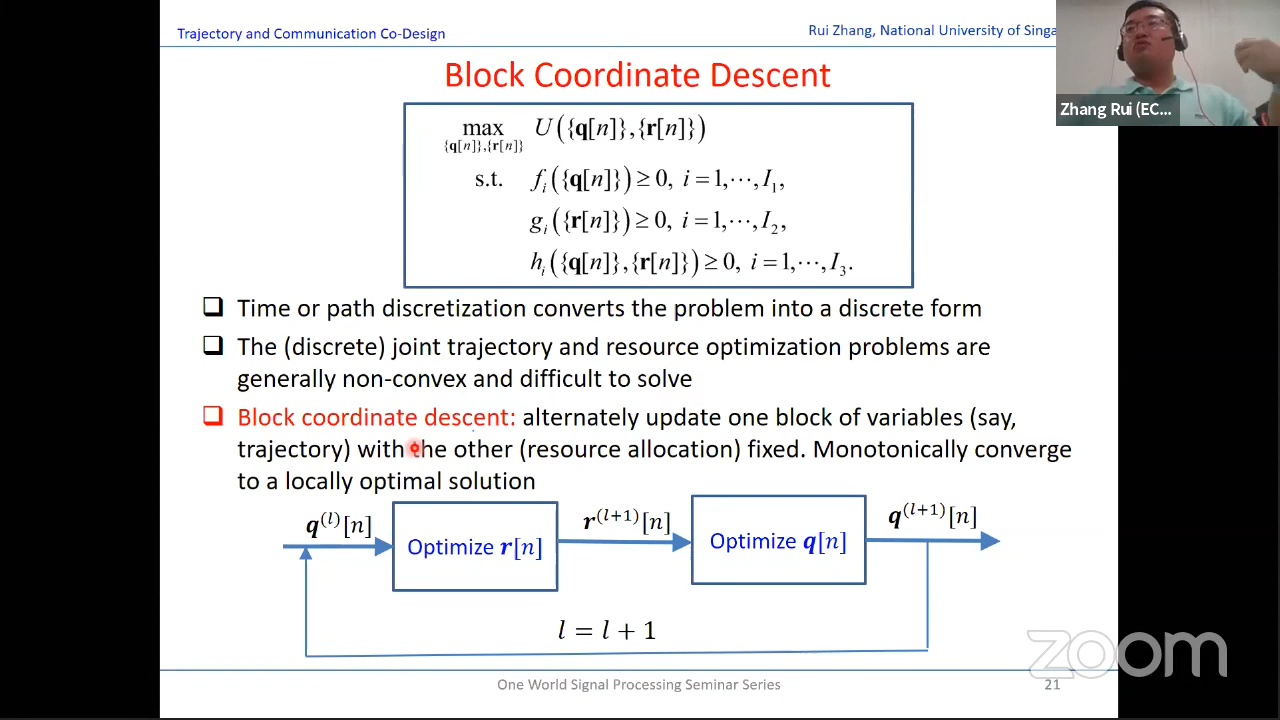 Trajectory and Communication Co-Design
Rui Zhang, National University of Singa
Zhang Rui (EC...
Block Coordinate Descent
max U({q[n]},{r[n]})
{q[n]},{r[n]}
s.t. f_i({q[n]}) ≥ 0, i = 1,⋯,I_1,
g_i({r[n]}) ≥ 0, i = 1,⋯,I_2,
h_i({q[n]},{r[n]}) ≥ 0, i = 1,⋯,I_3.
Time or path discretization converts the problem into a discrete form
The (discrete) joint trajectory and resource optimization problems are
generally non-convex and difficult to solve
Block coordinate descent: alternately update one block of variables (say,
trajectory) with the other (resource allocation) fixed. Monotonically converge
to a locally optimal solution
q^(l)[n]
Optimize r[n]
r^(l+1)[n]
Optimize q[n]
q^(l+1)[n]
l = l + 1
zoom
One World Signal Processing Seminar Series
21